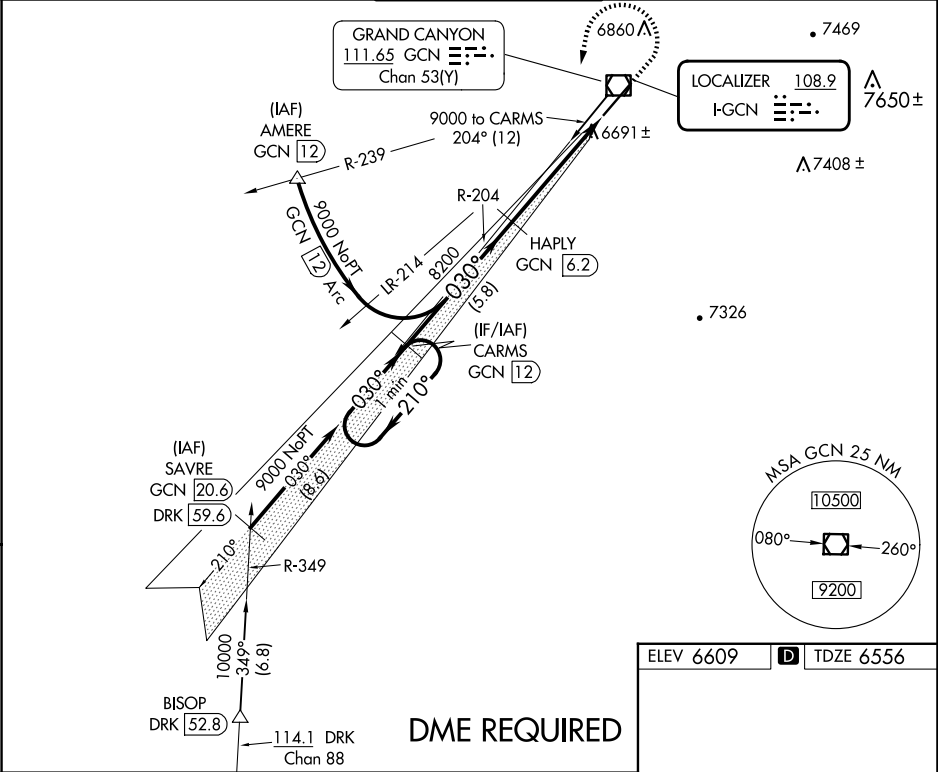 GRAND CANYON
111.65 GCN
Chan 53(Y)
6860
7469
LOCALIZER 108.9
I-GCN
7650±
7408 ±
6691 ±
9000 to CARMS
204° (12)
(IAF)
AMERE
GCN 12
R-239
9000 NoPT
GCN 12 Arc
R-204
LR-214
8200
030°
(5.8)
HAPLY
GCN 6.2
7326
(IF/IAF)
CARMS
GCN 12
030°
1 min
210°
(IAF)
SAVRE
GCN 20.6
DRK 59.6
9000 NoPT
030°
(8.6)
210°
R-349
10000
349°
(6.8)
BISOP
DRK 52.8
114.1 DRK
Chan 88
DME REQUIRED
MSA GCN 25 NM
10500
080°
260°
9200
ELEV 6609 D TDZE 6556